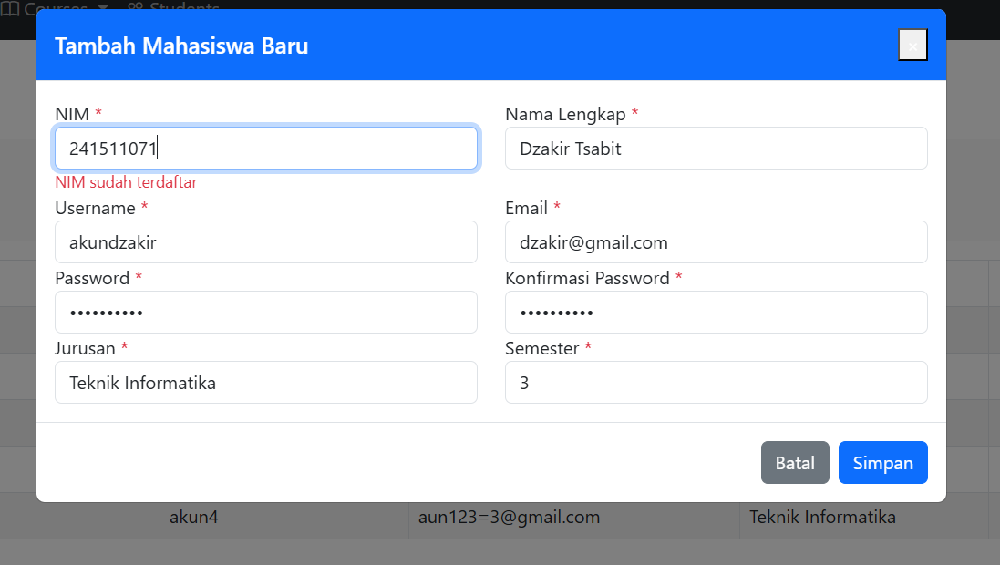 Courses Students
Tambah Mahasiswa Baru ×
NIM * Nama Lengkap *
241511071 Dzakir Tsabit
NIM sudah terdaftar
Username * Email *
akundzakir dzakir@gmail.com
Password * Konfirmasi Password *
•••••••••• ••••••••••
Jurusan * Semester *
Teknik Informatika 3
Batal Simpan
akun4 aun123=3@gmail.com Teknik Informatika